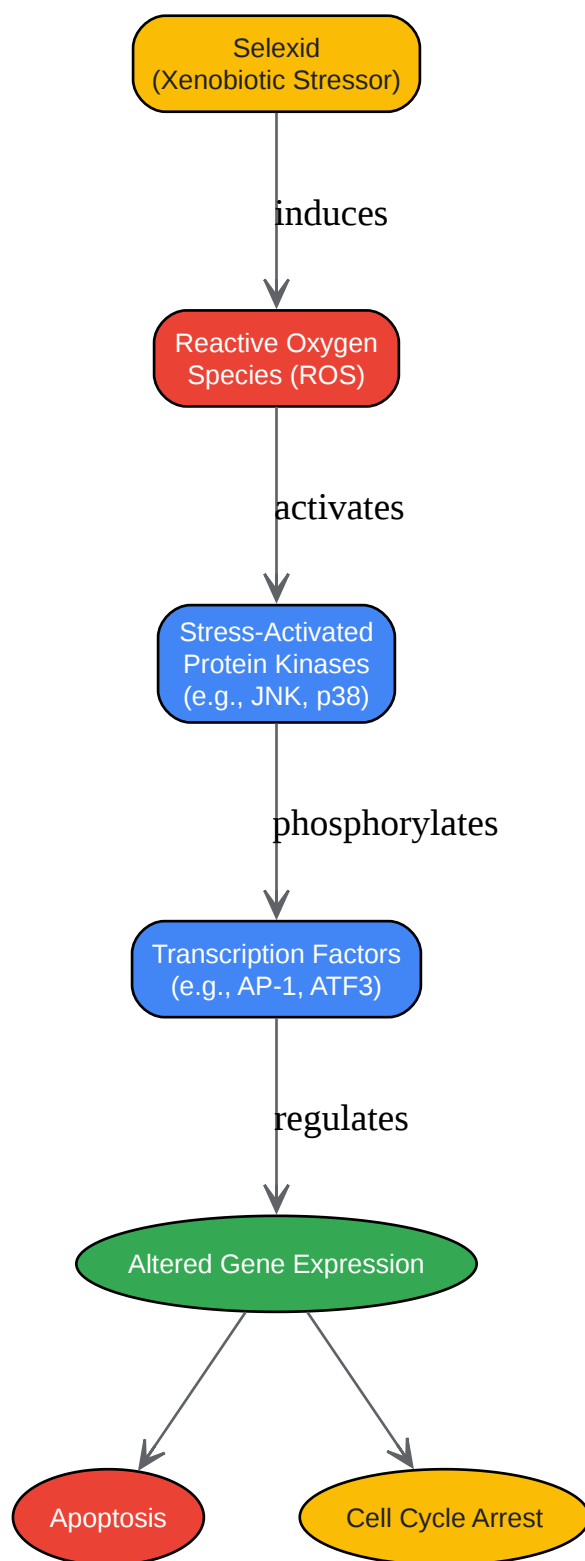 Selexid
(Xenobiotic Stressor)
induces
Reactive Oxygen
Species (ROS)
activates
Stress-Activated
Protein Kinases
(e.g., JNK, p38)
phosphorylates
Transcription Factors
(e.g., AP-1, ATF3)
regulates
Altered Gene Expression
Apoptosis
Cell Cycle Arrest